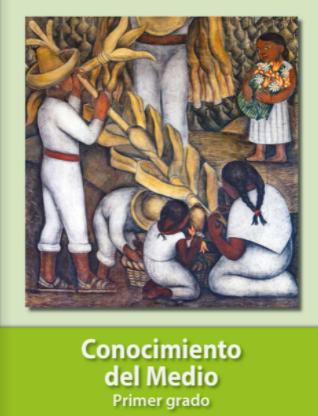 Conocimiento
del Medio
Primer grado